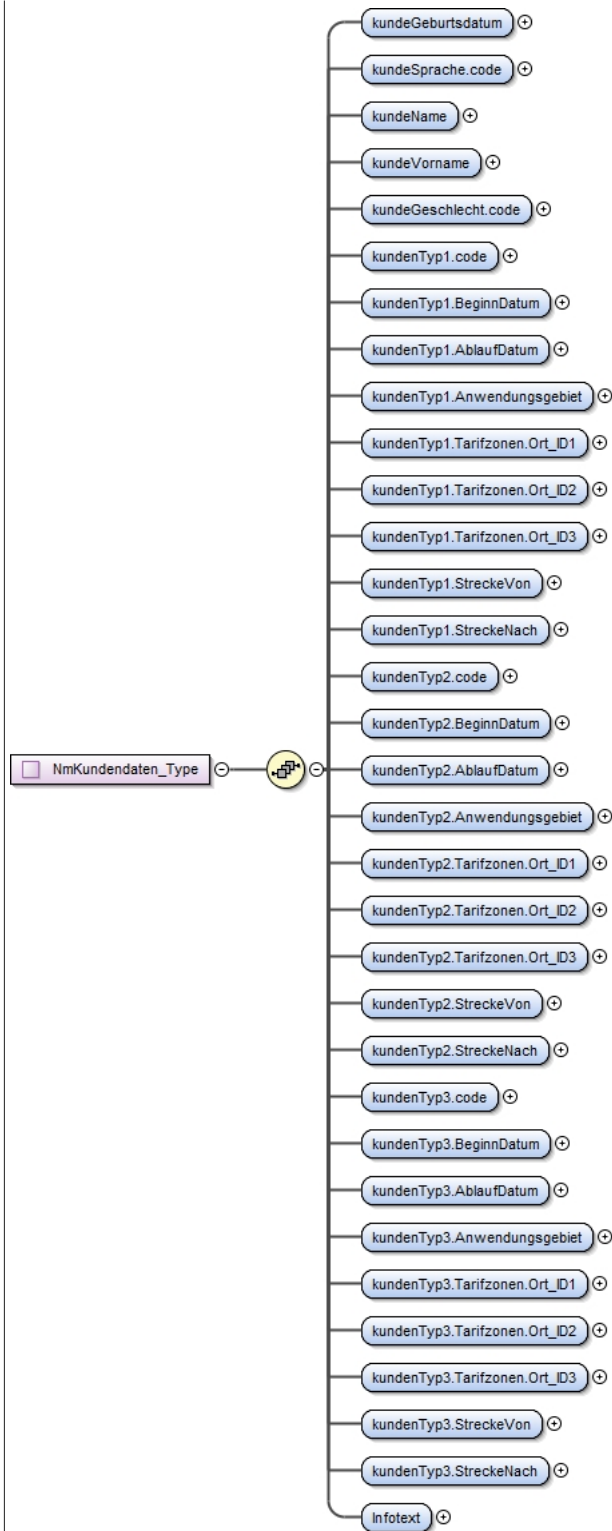 kundeGeburtsdatum
kundeSprache.code
kundeName
kundeVorname
kundeGeschlecht.code
kundenTyp1.code
kundenTyp1.BeginnDatum
kundenTyp1.AblaufDatum
kundenTyp1.Anwendungsgebiet
kundenTyp1.Tarifzonen.Ort_ID1
kundenTyp1.Tarifzonen.Ort_ID2
kundenTyp1.Tarifzonen.Ort_ID3
kundenTyp1.StreckeVon
kundenTyp1.StreckeNach
kundenTyp2.code
kundenTyp2.BeginnDatum
NmKundendaten_Type
kundenTyp2.AblaufDatum
kundenTyp2.Anwendungsgebiet
kundenTyp2.Tarifzonen.Ort_ID1
kundenTyp2.Tarifzonen.Ort_ID2
kundenTyp2.Tarifzonen.Ort_ID3
kundenTyp2.StreckeVon
kundenTyp2.StreckeNach
kundenTyp3.code
kundenTyp3.BeginnDatum
kundenTyp3.AblaufDatum
kundenTyp3.Anwendungsgebiet
kundenTyp3.Tarifzonen.Ort_ID1
kundenTyp3.Tarifzonen.Ort_ID2
kundenTyp3.Tarifzonen.Ort_ID3
kundenTyp3.StreckeVon
kundenTyp3.StreckeNach
Infotext